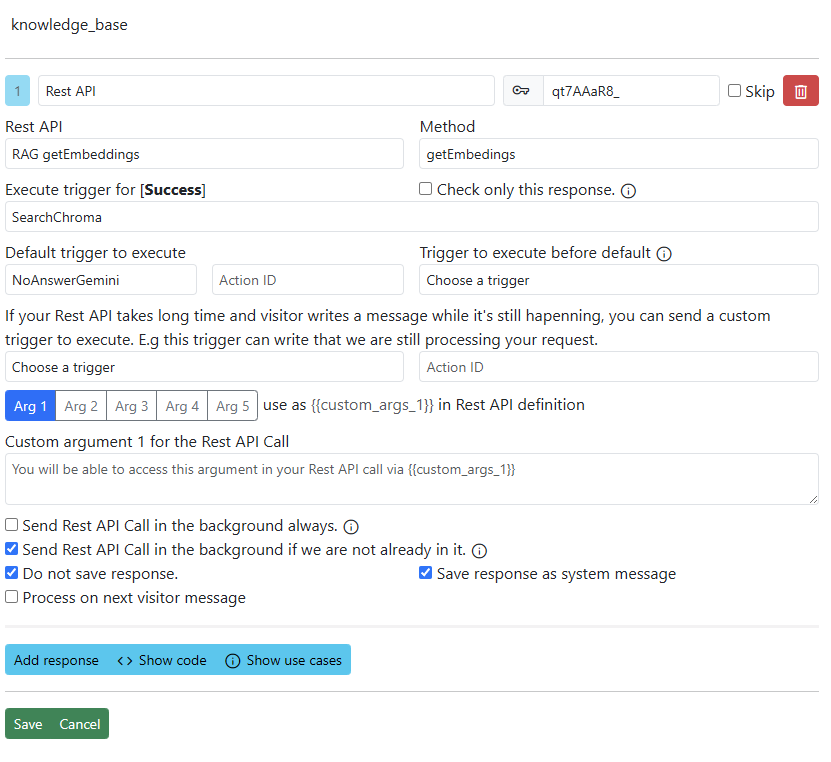 knowledge_base
1 Rest API qt7AAaR8_ Skip
Rest API Method
RAG getEmbeddings getEmbedings
Execute trigger for [Success] Check only this response.
SearchChroma
Default trigger to execute Trigger to execute before default
NoAnswerGemini Action ID Choose a trigger
If your Rest API takes long time and visitor writes a message while it's still hapenning, you can send a custom
trigger to execute. E.g this trigger can write that we are still processing your request.
Choose a trigger Action ID
Arg 1 Arg 2 Arg 3 Arg 4 Arg 5 use as {{custom_args_1}} in Rest API definition
Custom argument 1 for the Rest API Call
You will be able to access this argument in your Rest API call via {{custom_args_1}}
Send Rest API Call in the background always.
Send Rest API Call in the background if we are not already in it.
Do not save response. Save response as system message
Process on next visitor message
Add response <> Show code Show use cases
Save Cancel